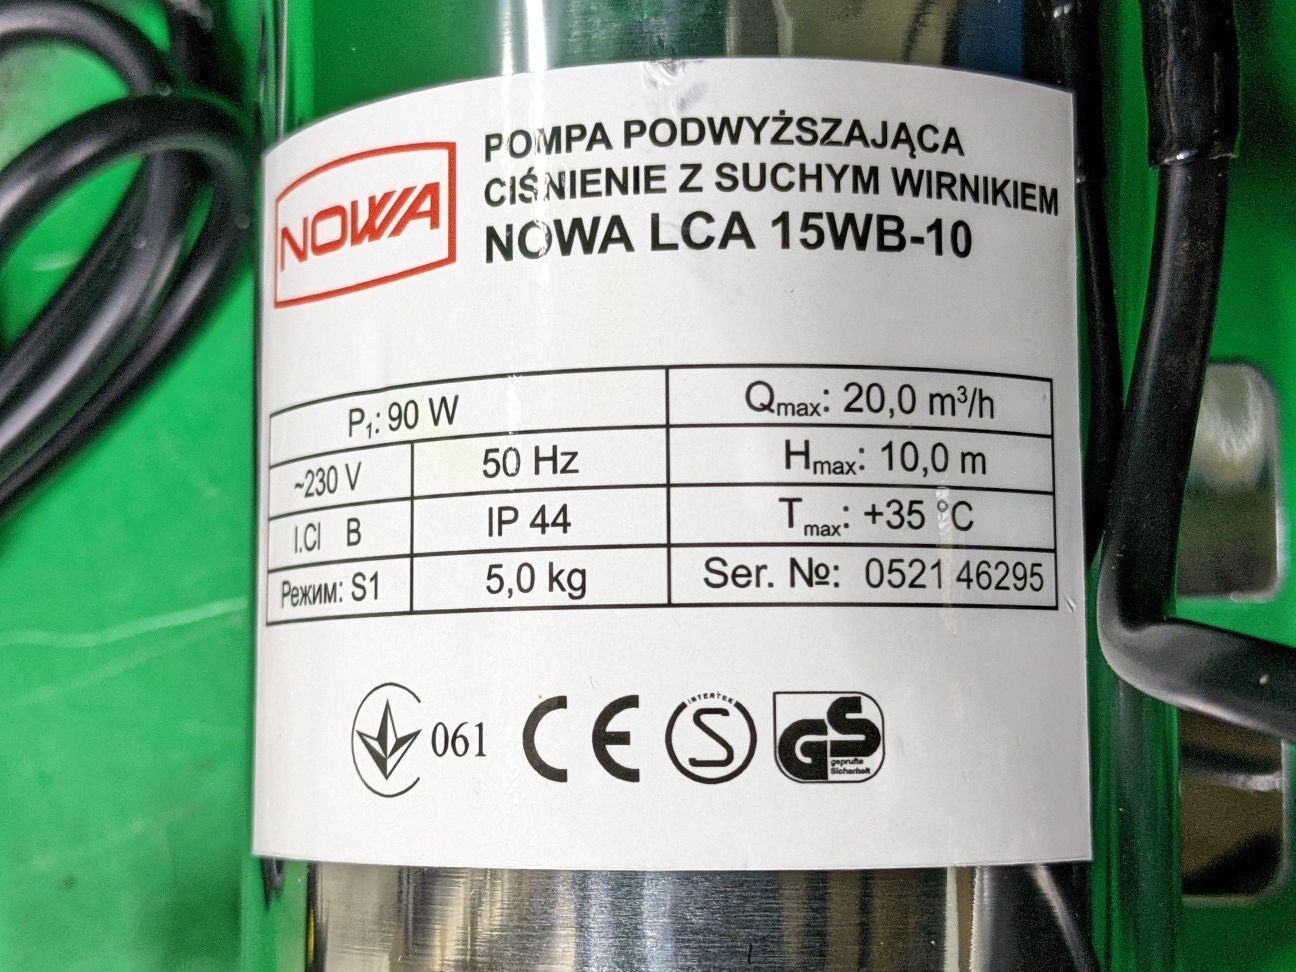 NOWA
POMPA PODWYŻSZAJĄCA
CIŚNIENIE Z SUCHYM WIRNIKIEM
NOWA LCA 15WB-10
P₁: 90 W
Qmax: 20,0 m³/h
~230 V
50 Hz
Hmax: 10,0 m
I.Cl B
IP 44
Tmax: +35 °C
Режим: S1
5,0 kg
Ser. №: 0521 46295
061
CE
INTERTEK
S
GS
geprufte
Sicherheit